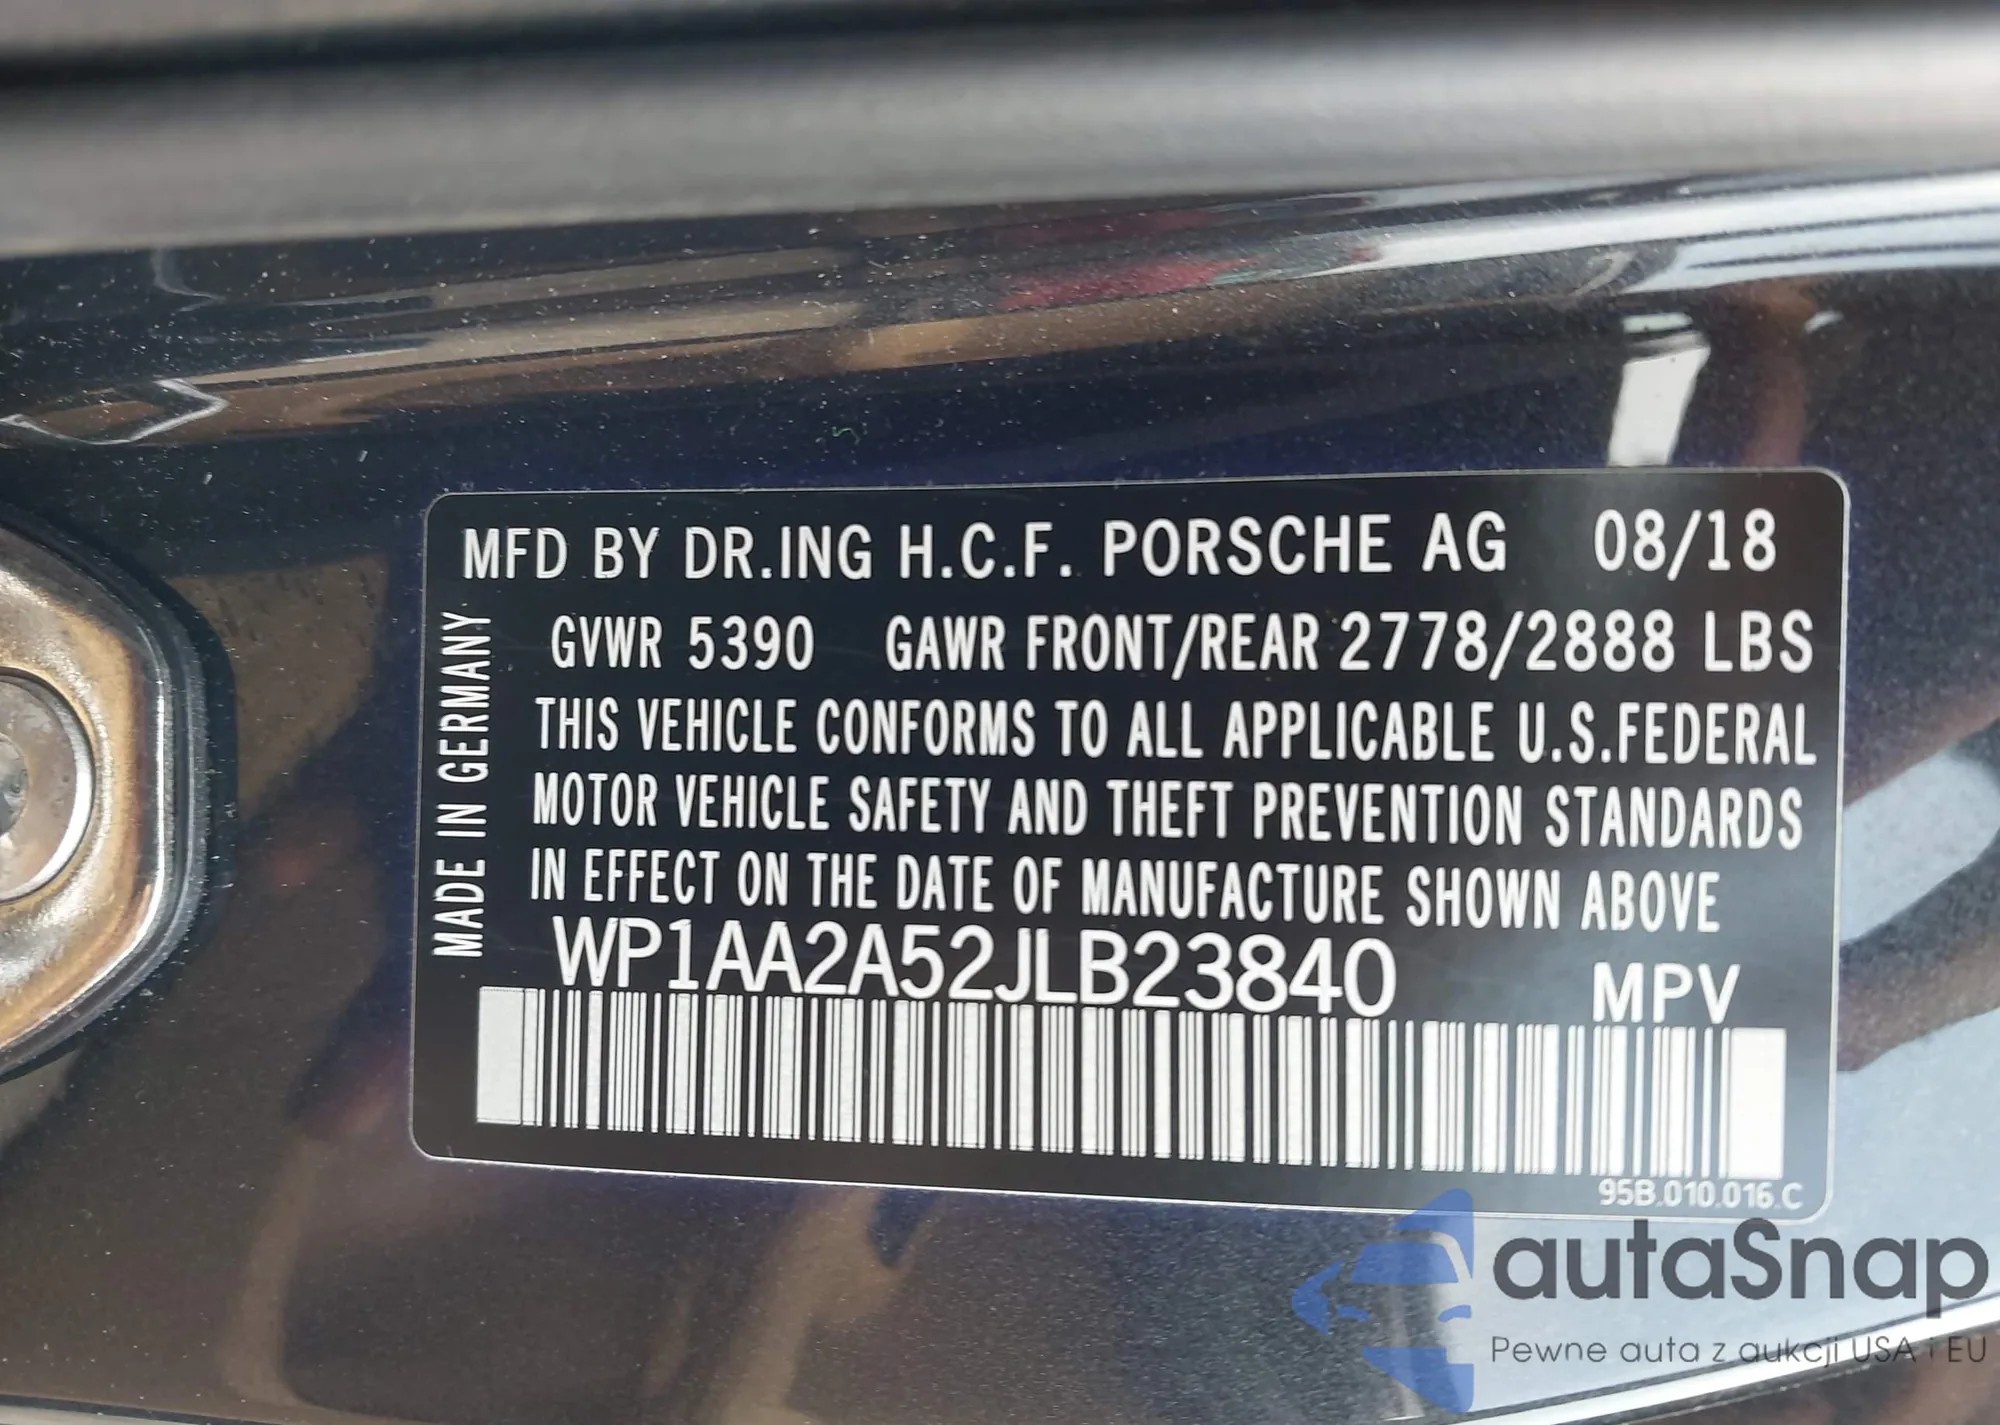 MFD BY DR.ING H.C.F. PORSCHE AG 08/18
GVWR 5390 GAWR FRONT/REAR 2778/2888 LBS
THIS VEHICLE CONFORMS TO ALL APPLICABLE U.S.FEDERAL
MOTOR VEHICLE SAFETY AND THEFT PREVENTION STANDARDS
IN EFFECT ON THE DATE OF MANUFACTURE SHOWN ABOVE
WP1AA2A52JLB23840 MPV
MADE IN GERMANY
95B.010.016.C
autaSnap
Pewne auta z aukcji USA i EU